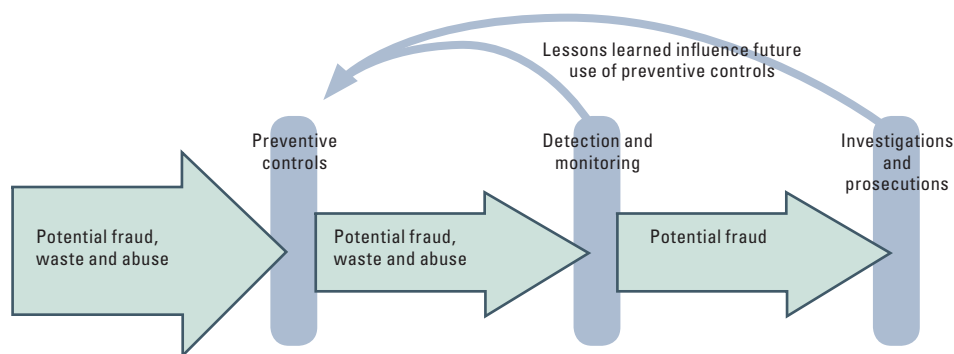 Lessons learned influence future
use of preventive controls
Preventive
controls
Detection and
monitoring
Investigations
and
prosecutions
Potential fraud,
waste and abuse
Potential fraud,
waste and abuse
Potential fraud